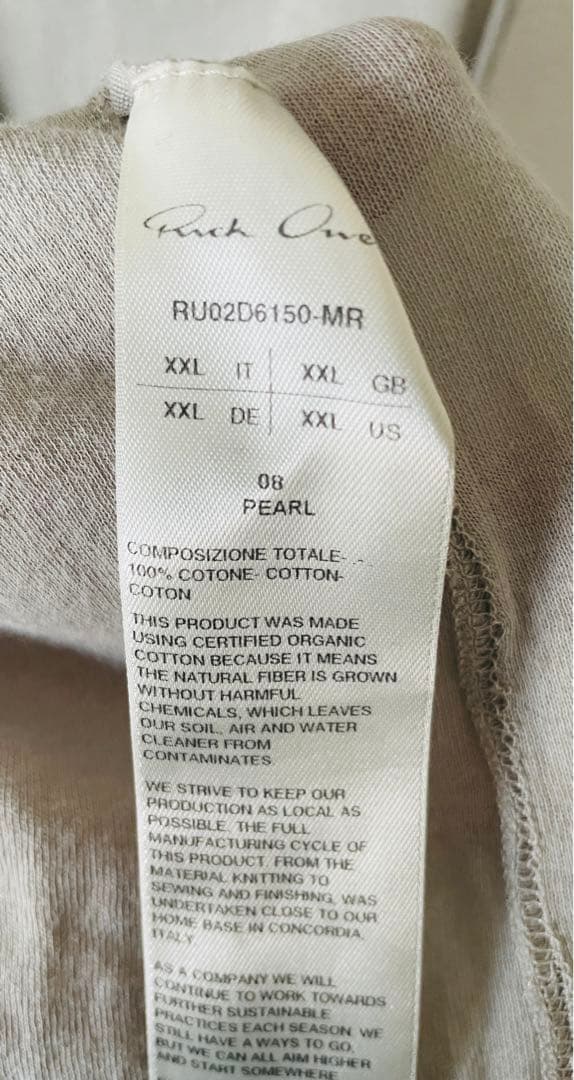 Rick Owe
RU02D6150-MR
XXL IT XXL GB
XXL DE XXL US
08
PEARL
COMPOSIZIONE TOTALE- -
100% COTONE- COTTON-
COTON
THIS PRODUCT WAS MADE
USING CERTIFIED ORGANIC
COTTON BECAUSE IT MEANS
THE NATURAL FIBER IS GROWN
WITHOUT HARMFUL
CHEMICALS, WHICH LEAVES
OUR SOIL, AIR AND WATER
CLEANER FROM
CONTAMINATES
WE STRIVE TO KEEP OUR
PRODUCTION AS LOCAL AS
POSSIBLE. THE FULL
MANUFACTURING CYCLE OF
THIS PRODUCT, FROM THE
MATERIAL KNITTING TO
SEWING AND FINISHING, WAS
UNDERTAKEN CLOSE TO OUR
HOME BASE IN CONCORDIA,
ITALY
AS A COMPANY WE WILL
CONTINUE TO WORK TOWARDS
FURTHER SUSTAINABLE
PRACTICES EACH SEASON. WE
STILL HAVE A WAYS TO GO,
BUT WE CAN ALL AIM HIGHER
AND START SOMEWHERE